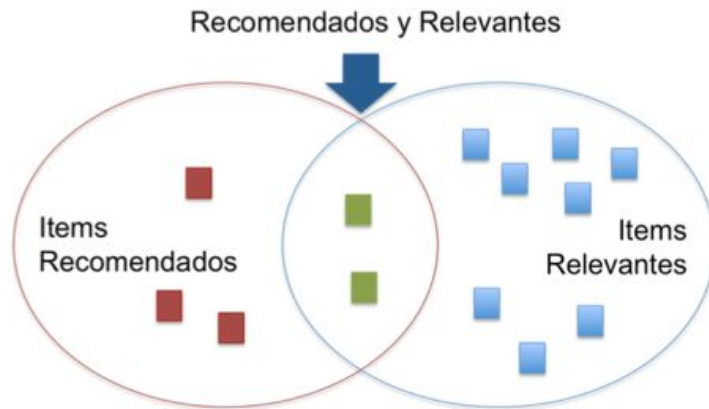 Recomendados y Relevantes
Items
Recomendados
Items
Relevantes